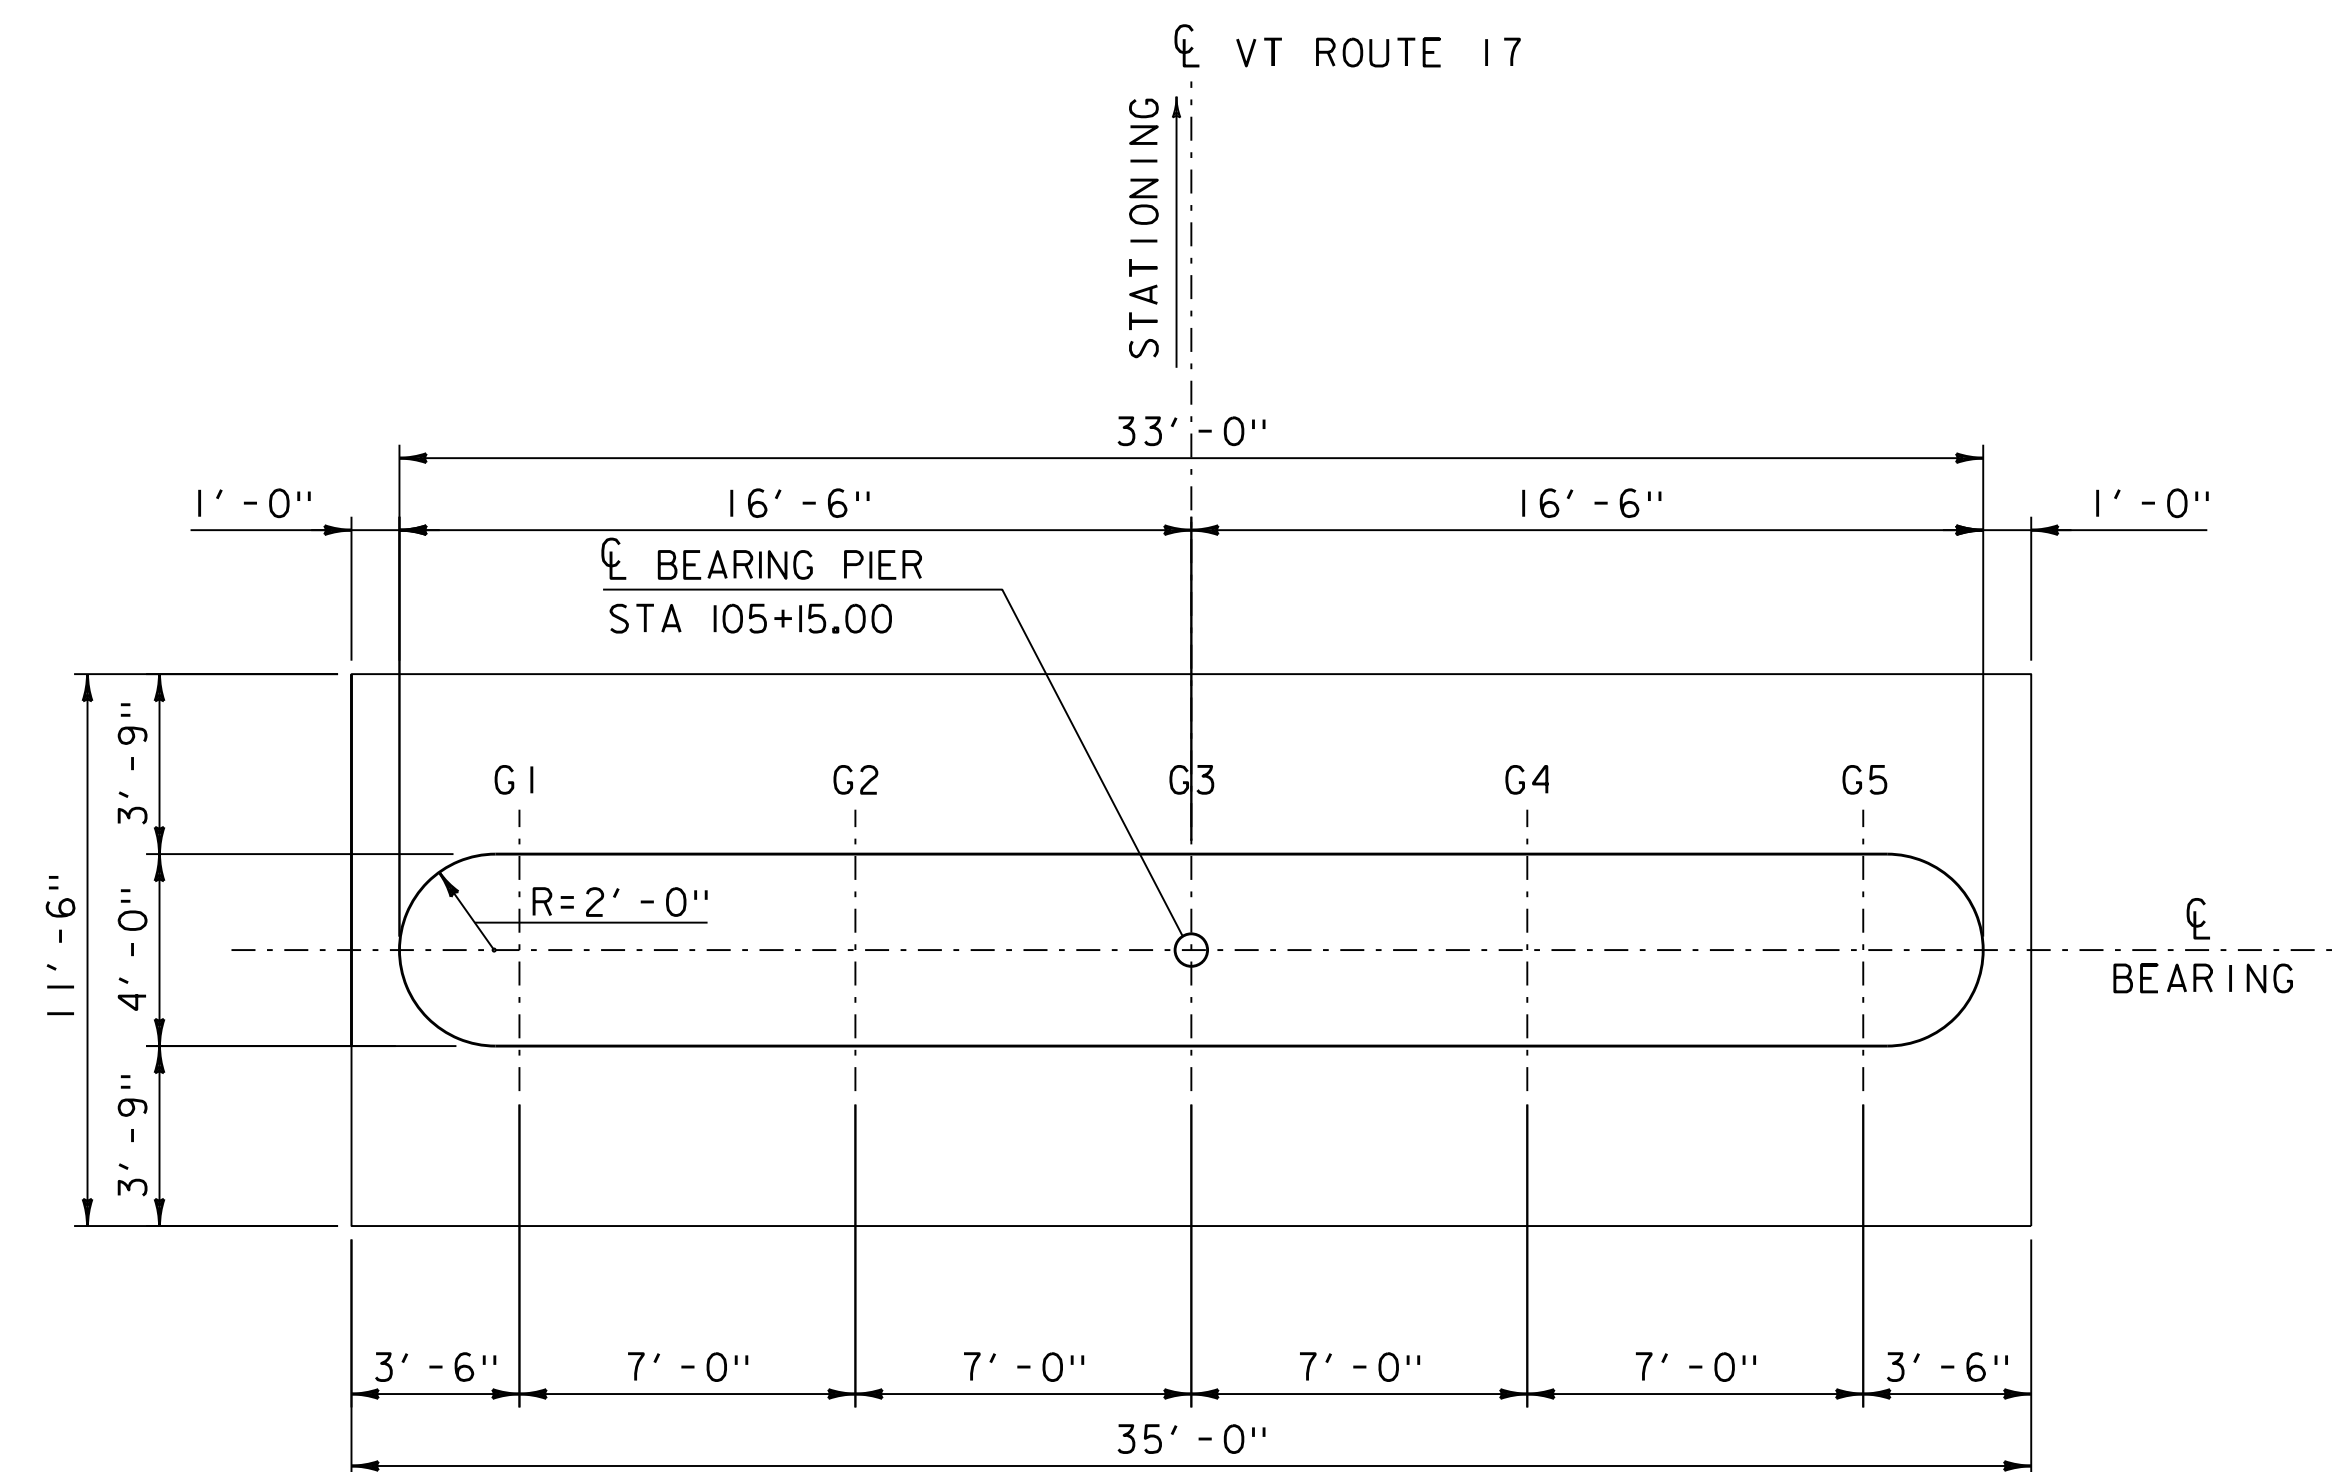 ℄ VT ROUTE 17
STATIONING
33'-0"
1'-0"
16'-6"
16'-6"
1'-0"
℄ BEARING PIER
STA 105+15.00
3'-9"
G1
G2
G3
G4
G5
11'-6"
4'-0"
R=2'-0"
℄
BEARING
3'-9"
3'-6"
7'-0"
7'-0"
7'-0"
7'-0"
3'-6"
35'-0"